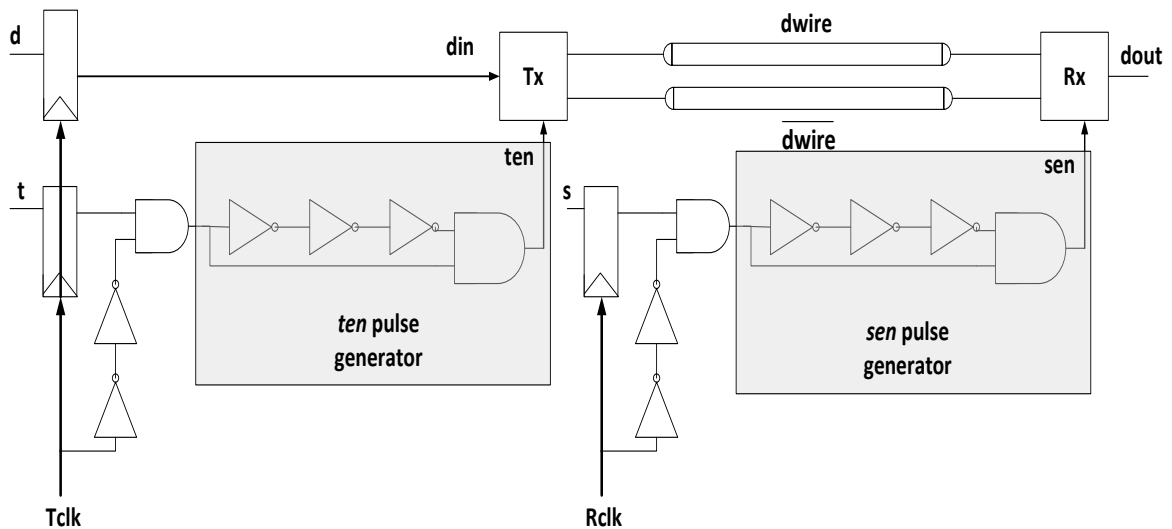 d
din
Tx
dwire
Rx
dout
dwire
t
ten
s
sen
ten pulse
generator
sen pulse
generator
Tclk
Rclk